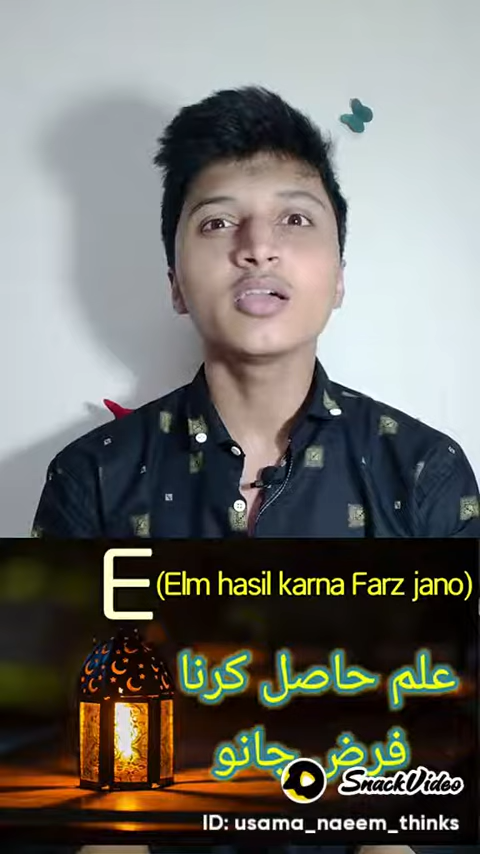 E (Elm hasil karna Farz jano)
علم حاصل کرنا
فرض جانو
SnackVideo
ID: usama_naeem_thinks